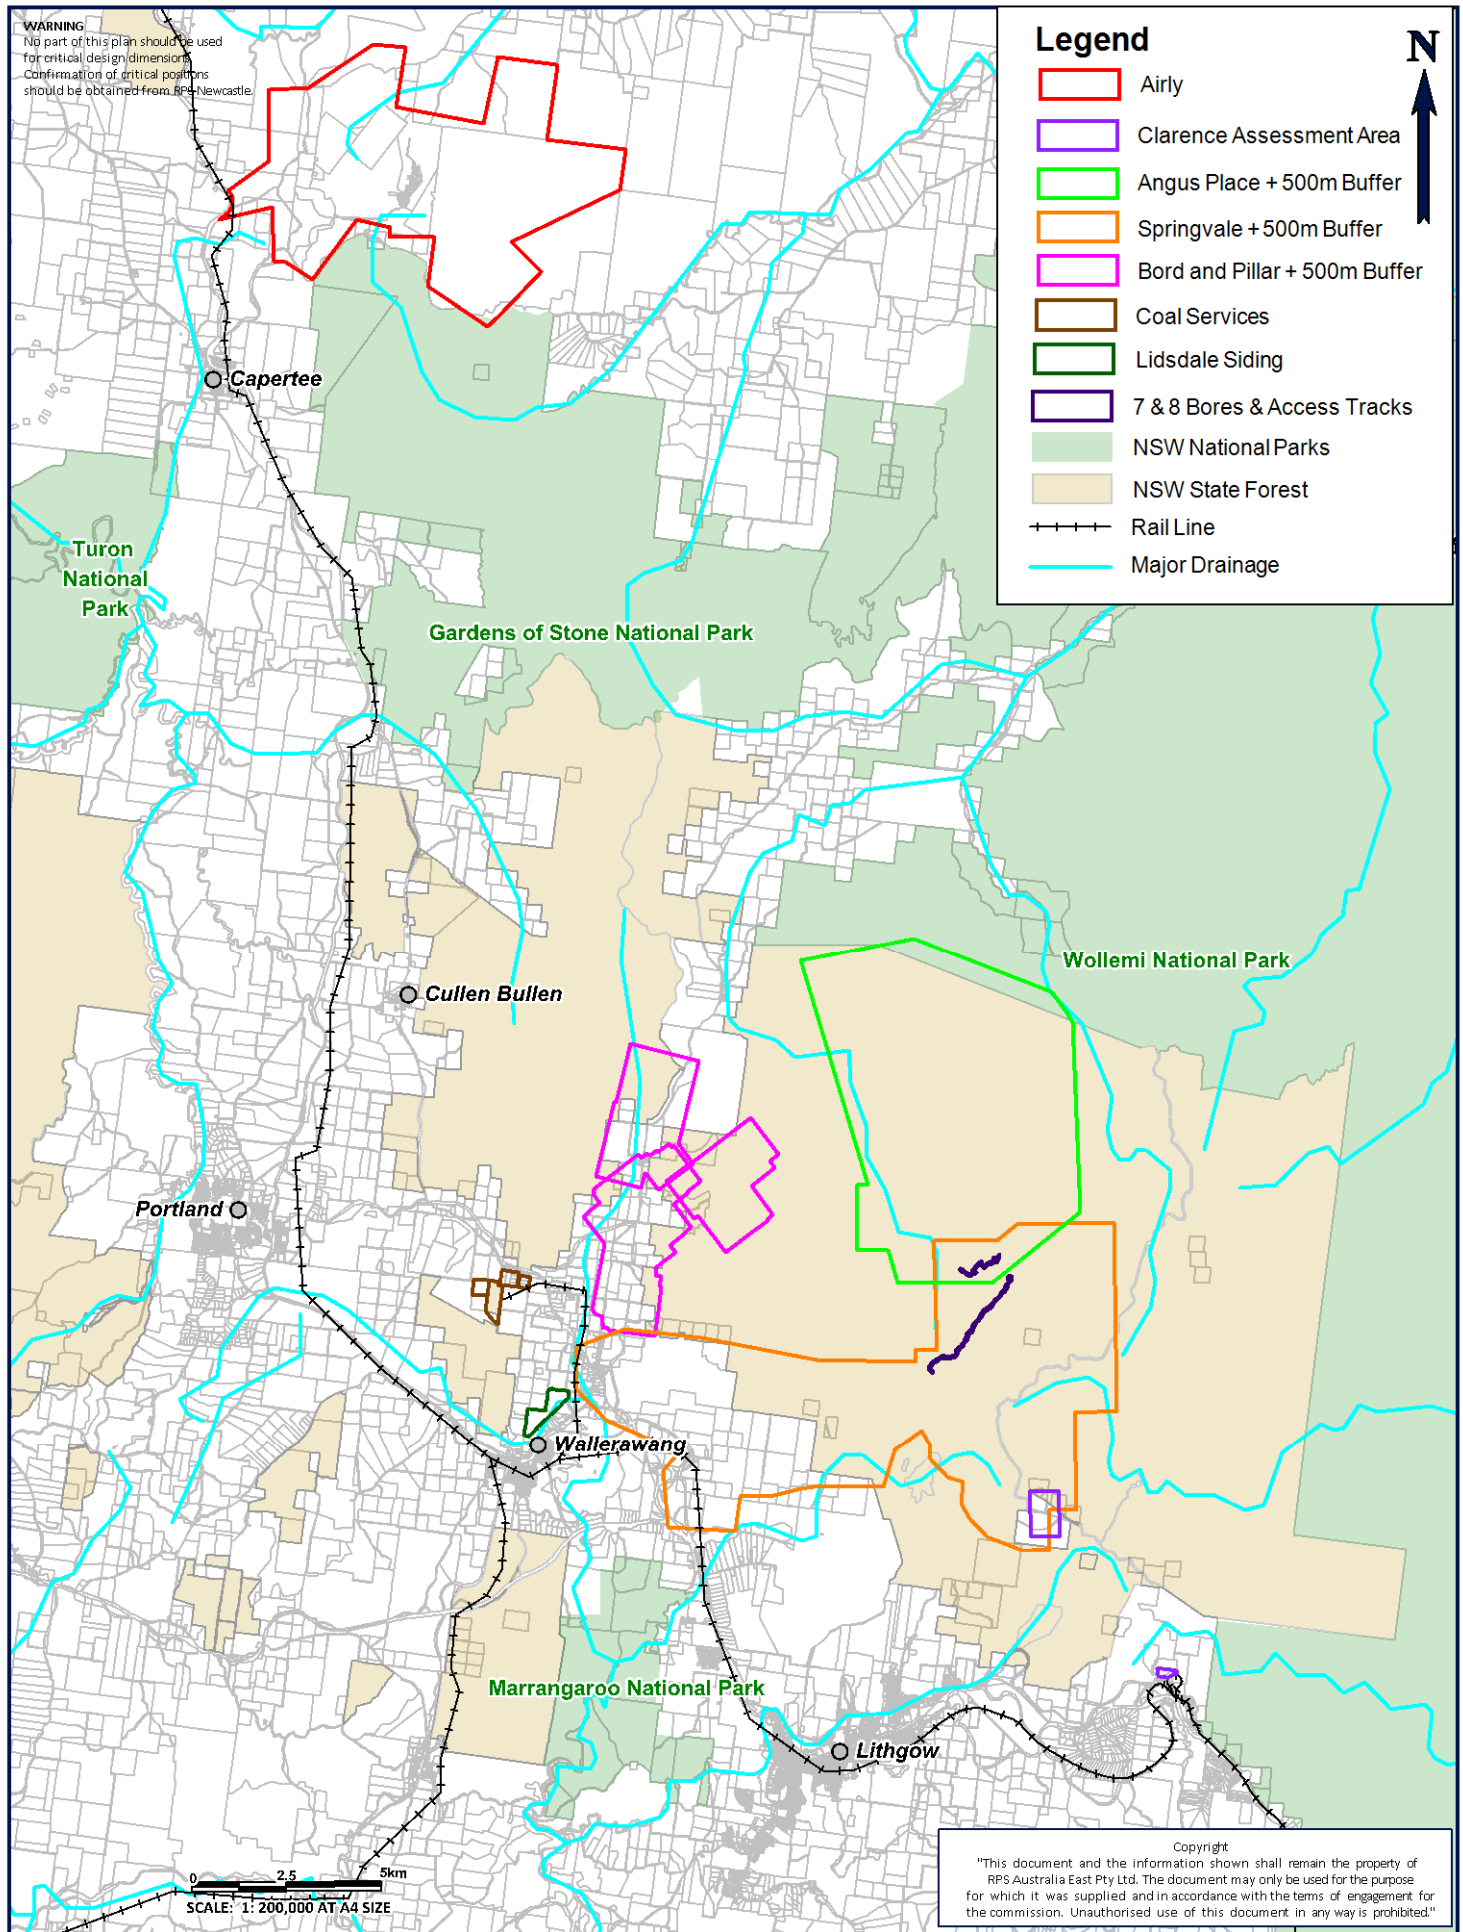 WARNING
No part of this plan should be used
for critical design dimensions
Confirmation of critical positions
should be obtained from RPS Newcastle.
Legend
N
Airly
Clarence Assessment Area
Angus Place + 500m Buffer
Springvale + 500m Buffer
Bord and Pillar + 500m Buffer
Coal Services
Lidsdale Siding
7 & 8 Bores & Access Tracks
NSW National Parks
NSW State Forest
Rail Line
Major Drainage
Capertee
Turon
National
Park
Gardens of Stone National Park
Wollemi National Park
Cullen Bullen
Portland
Wallerawang
Marrangaroo National Park
Lithgow
0 2.5 5km
SCALE: 1: 200,000 AT A4 SIZE
Copyright
"This document and the information shown shall remain the property of
RPS Australia East Pty Ltd. The document may only be used for the purpose
for which it was supplied and in accordance with the terms of engagement for
the commission. Unauthorised use of this document in any way is prohibited."